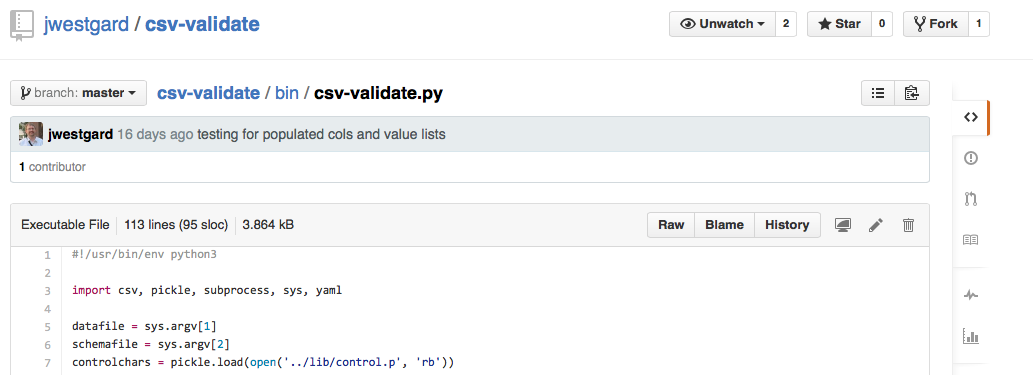 jwestgard / csv-validate
Unwatch 2 Star 0 Fork 1
branch: master csv-validate / bin / csv-validate.py
jwestgard 16 days ago testing for populated cols and value lists
1 contributor
Executable File 113 lines (95 sloc) 3.864 kB Raw Blame History
1 #!/usr/bin/env python3
2
3 import csv, pickle, subprocess, sys, yaml
4
5 datafile = sys.argv[1]
6 schemafile = sys.argv[2]
7 controlchars = pickle.load(open('../lib/control.p', 'rb'))